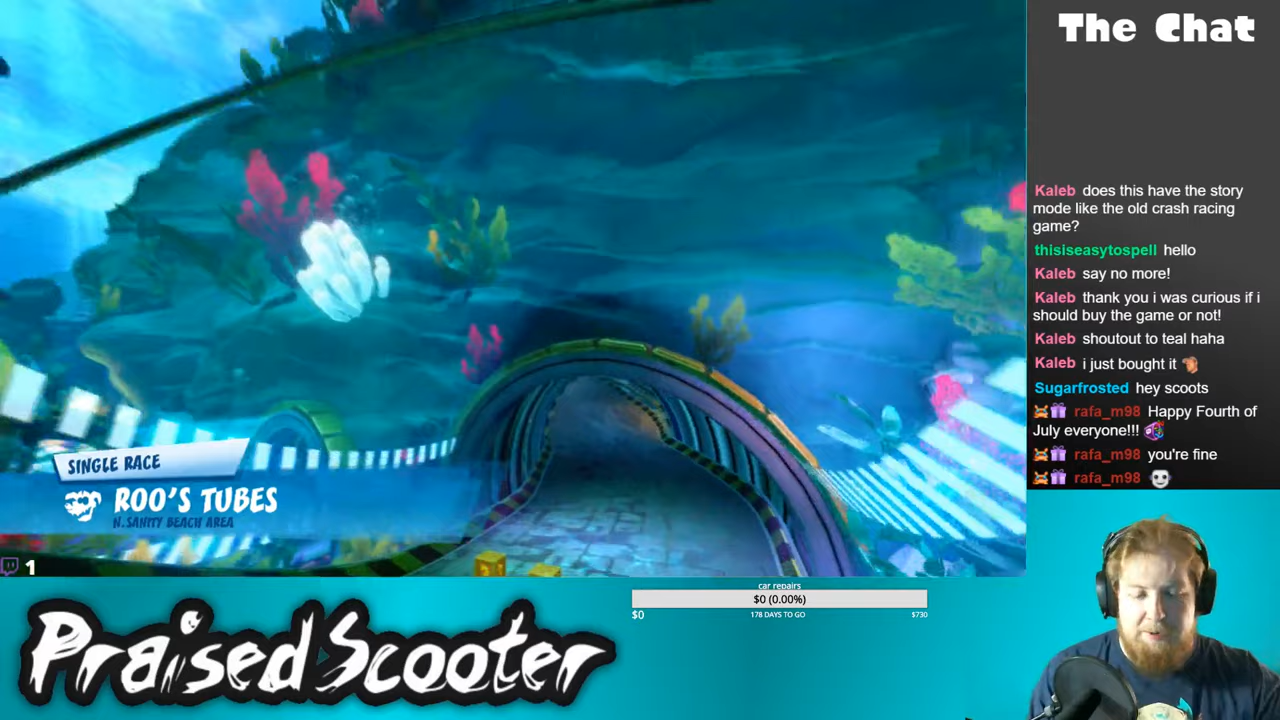 The Chat
Kaleb does this have the story
mode like the old crash racing
game?
thisiseasytospell hello
Kaleb say no more!
Kaleb thank you i was curious if i
should buy the game or not!
Kaleb shoutout to teal haha
Kaleb i just bought it
Sugarfrosted hey scoots
rafa_m98 Happy Fourth of
July everyone!!!
rafa_m98 you're fine
rafa_m98
SINGLE RACE
ROO'S TUBES
N. SANITY BEACH AREA
1
car repairs
$0 (0.00%)
$0 178 DAYS TO GO $730
PraisedScooter